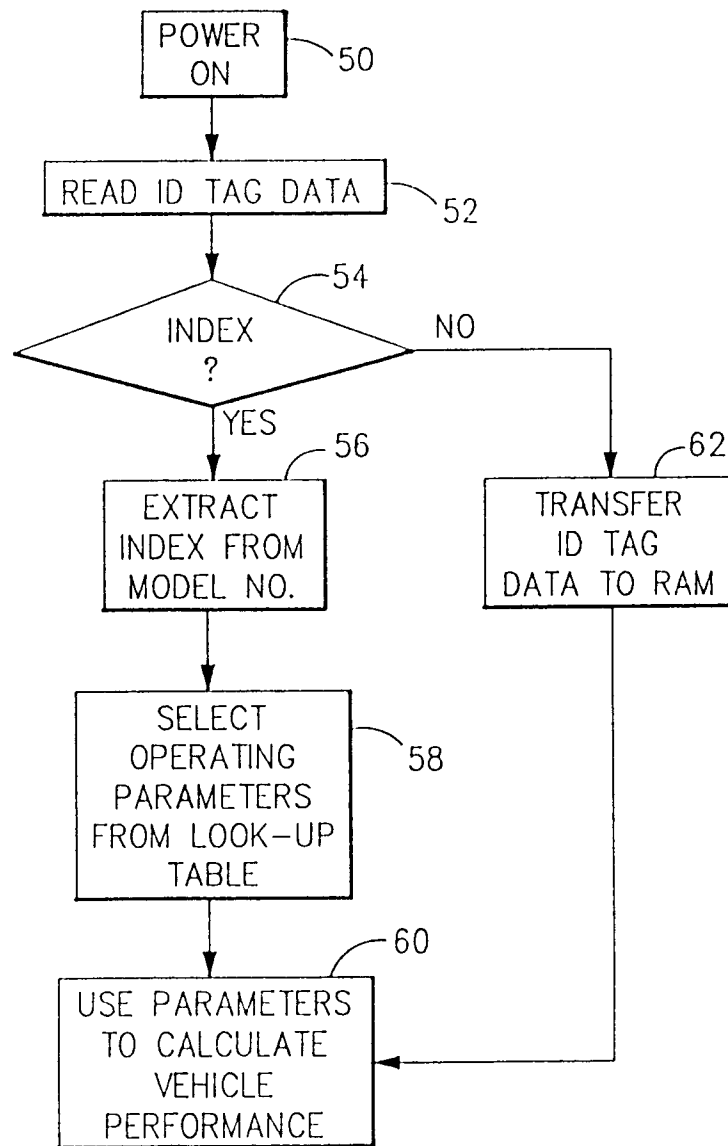 POWER
ON
50
READ ID TAG DATA
52
54
INDEX
?
NO
YES
56
EXTRACT
INDEX FROM
MODEL NO.
62
TRANSFER
ID TAG
DATA TO RAM
SELECT
OPERATING
PARAMETERS
FROM LOOK-UP
TABLE
58
60
USE PARAMETERS
TO CALCULATE
VEHICLE
PERFORMANCE